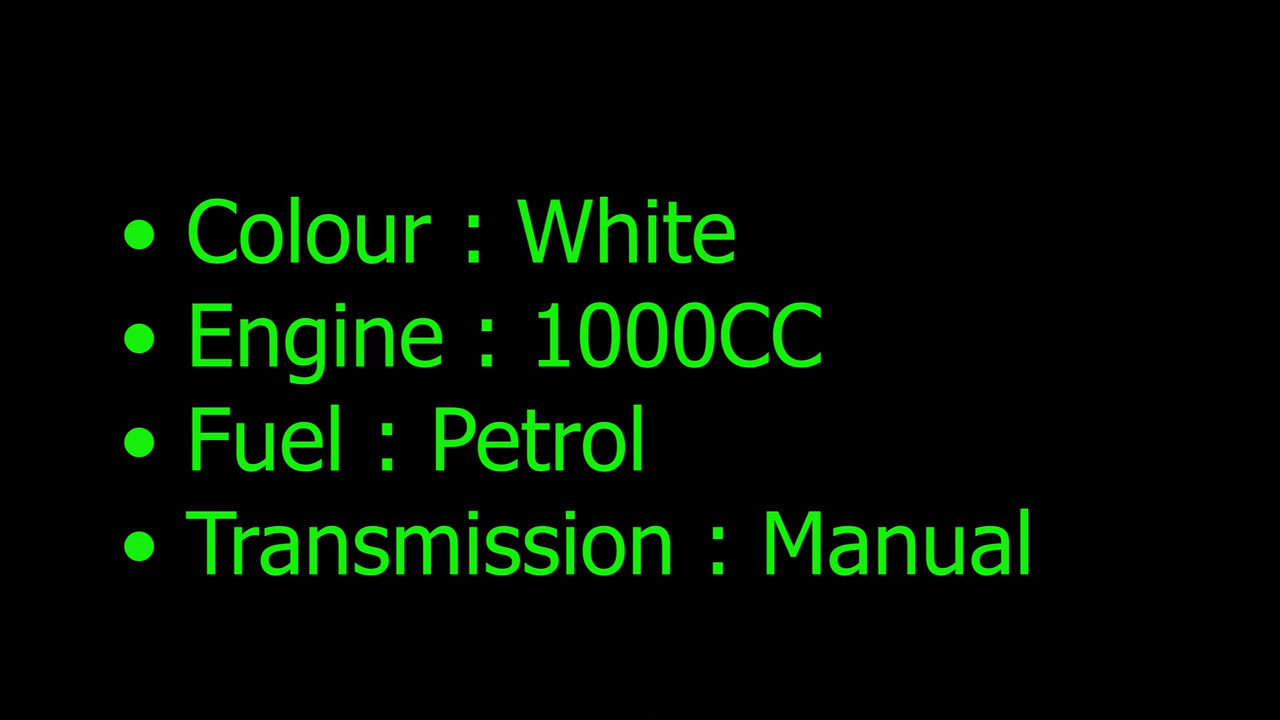 • Colour : White
• Engine : 1000CC
• Fuel : Petrol
• Transmission : Manual